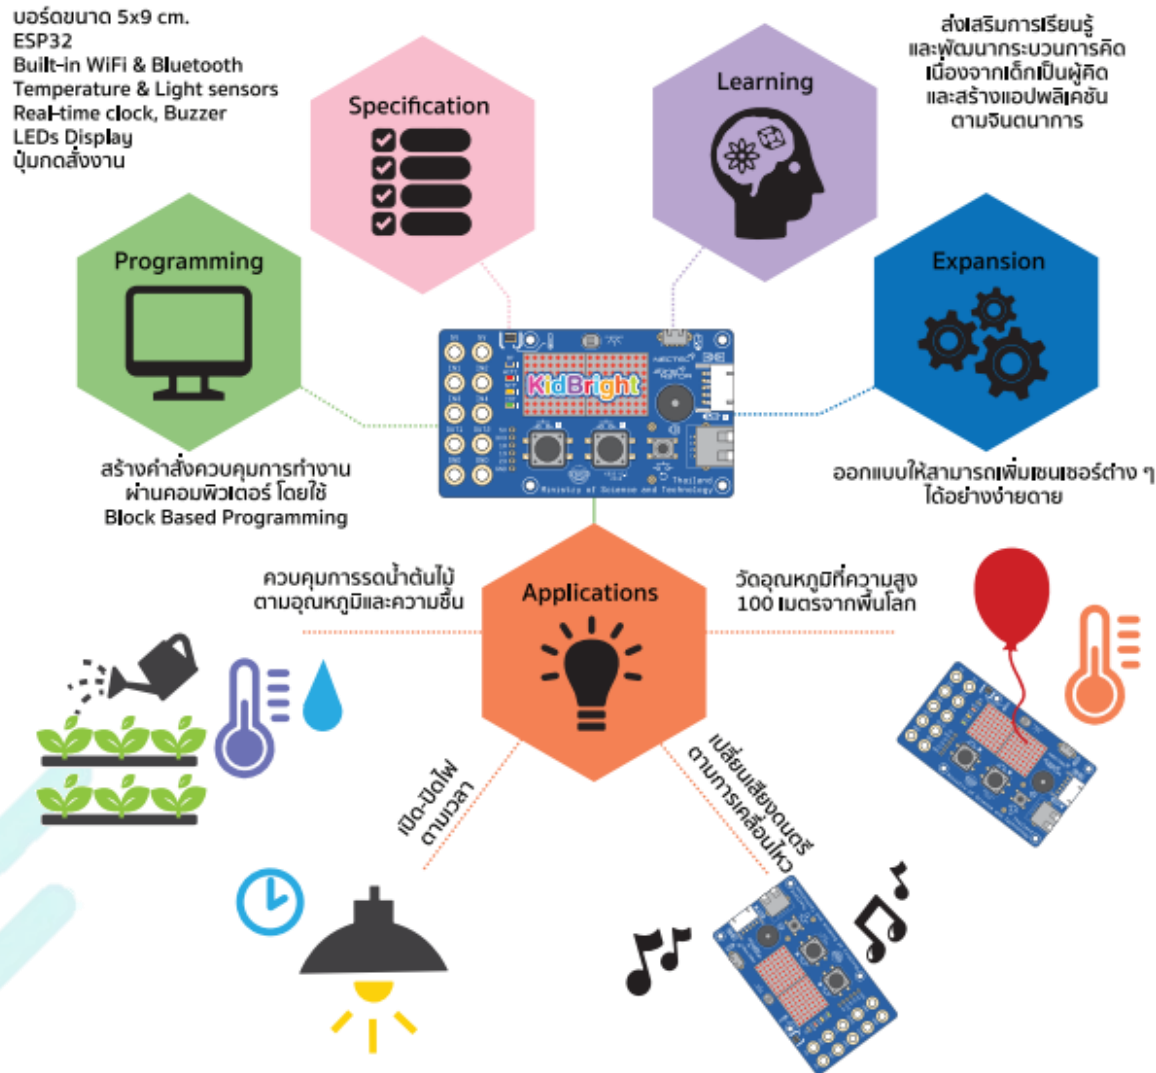 บอร์ดขนาด 5x9 cm.
ESP32
Built-in WiFi & Bluetooth
Temperature & Light sensors
Real-time clock, Buzzer
LEDs Display
ปุ่มกดสั่งงาน
Specification
Learning
ส่งเสริมการเรียนรู้
และพัฒนากระบวนการคิด
เนื่องจากเด็กเป็นผู้คิด
และสร้างแอปพลิเคชัน
ตามจินตนาการ
Programming
สร้างคำสั่งควบคุมการทำงาน
ผ่านคอมพิวเตอร์ โดยใช้
Block Based Programming
Expansion
ออกแบบให้สามารถเพิ่มเซนเซอร์ต่าง ๆ
ได้อย่างง่ายดาย
KidBright
NECTEC
IN1 IN2
IN3 IN4
OUT1 OUT2
GND GND
Thailand
Ministry of Science and Technology
Applications
ควบคุมการรดน้ำต้นไม้
ตามอุณหภูมิและความชื้น
วัดอุณหภูมิที่ความสูง
100 เมตรจากพื้นโลก
เปิด-ปิดไฟ
ตามเวลา
เปลี่ยนเสียงดนตรี
ตามการเคลื่อนไหว